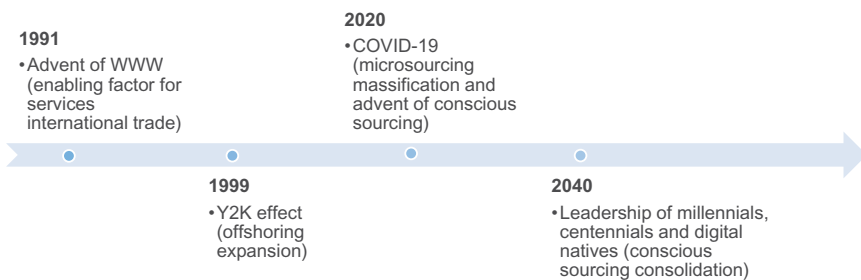 1991
•Advent of WWW
(enabling factor for
services
international trade)
1999
•Y2K effect
(offshoring
expansion)
2020
•COVID-19
(microsourcing
massification and
advent of conscious
sourcing)
2040
•Leadership of millennials,
centennials and digital
natives (conscious
sourcing consolidation)